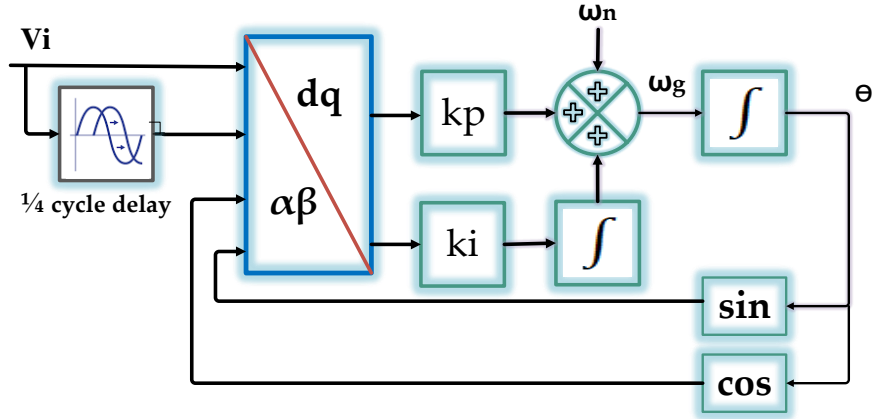 Vi
ωn
dq
kp
ωg
∫
ϴ
¼ cycle delay
αβ
ki
∫
sin
cos